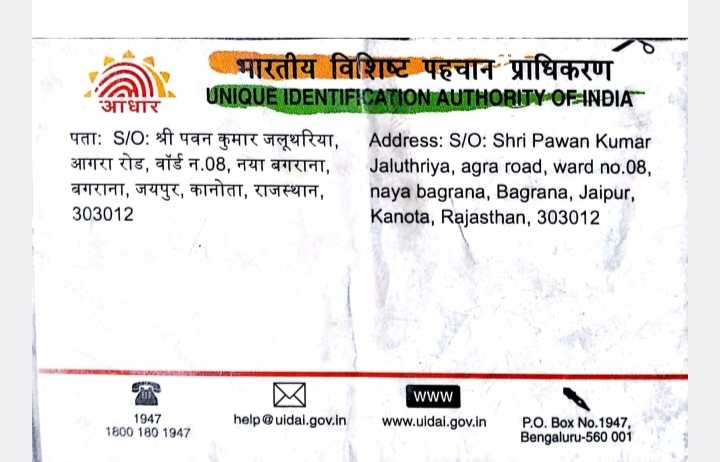 भारतीय विशिष्ट पहचान प्राधिकरण
UNIQUE IDENTIFICATION AUTHORITY OF INDIA
आधार
पता: S/O: श्री पवन कुमार जलूथरिया,
आगरा रोड, वॉर्ड न.08, नया बगराना,
बगराना, जयपुर, कानोता, राजस्थान,
303012
Address: S/O: Shri Pawan Kumar
Jaluthriya, agra road, ward no.08,
naya bagrana, Bagrana, Jaipur,
Kanota, Rajasthan, 303012
1947
1800 180 1947
help@uidai.gov.in
www
www.uidai.gov.in
P.O. Box No.1947,
Bengaluru-560 001